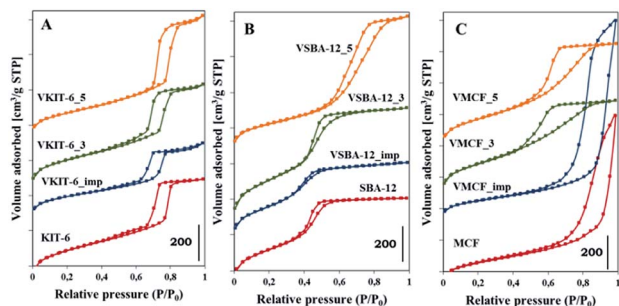 A
VKIT-6_5
VKIT-6_3
VKIT-6_imp
KIT-6
200
Volume adsorbed [cm³/g STP]
0 0,2 0,4 0,6 0,8 1
Relative pressure (P/P₀)
B
VSBA-12_5
VSBA-12_3
VSBA-12_imp
SBA-12
200
Volume adsorbed [cm³/g STP]
0 0,2 0,4 0,6 0,8 1
Relative pressure (P/P₀)
C
VMCF_5
VMCF_3
VMCF_imp
MCF
200
Volume adsorbed [cm³/g STP]
0 0,2 0,4 0,6 0,8 1
Relative pressure (P/P₀)